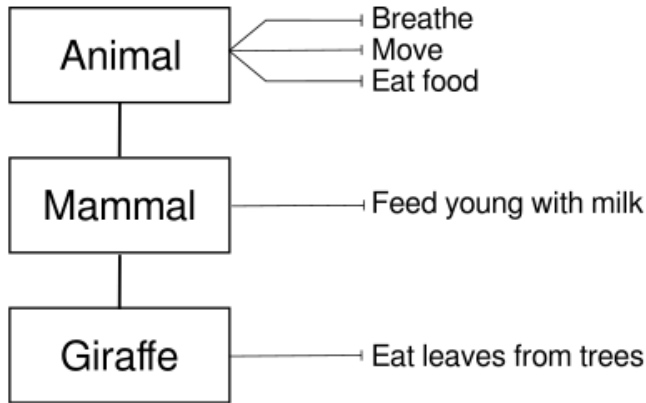 Animal
Breathe
Move
Eat food
Mammal
Feed young with milk
Giraffe
Eat leaves from trees